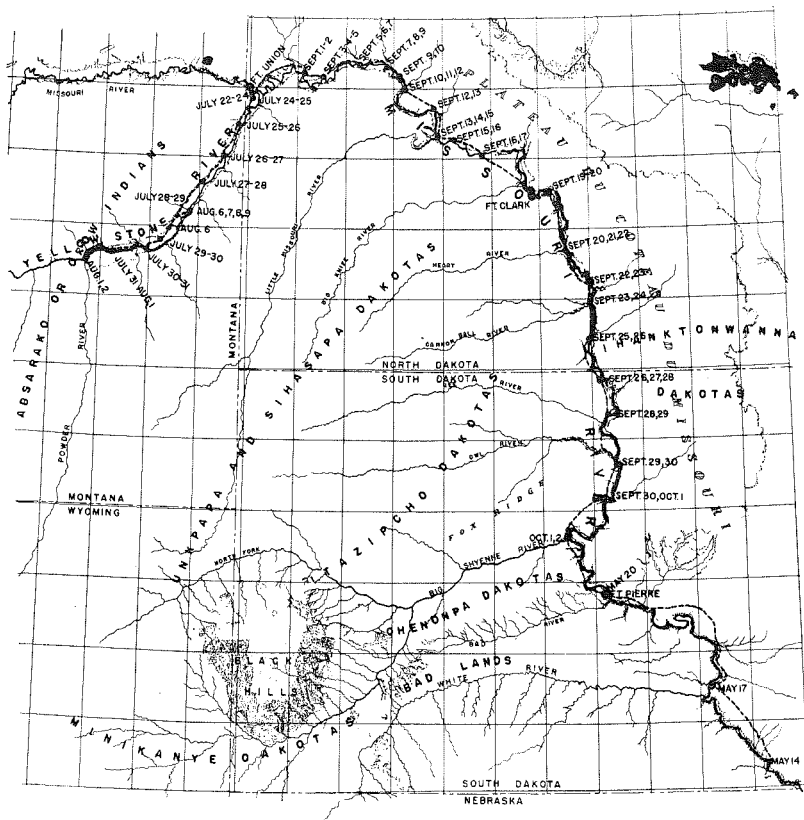 SEPT. 1-2
SEPT. 3-4-5
SEPT. 5,6,7
SEPT. 7,8,9
SEPT. 9,10
SEPT. 10,11,12
SEPT. 12,13
SEPT. 13,14,15
SEPT. 15,16
SEPT. 16,17
FT. UNION
MISSOURI RIVER
JULY 22-24
JULY 24-25
JULY 25-26
JULY 26-27
JULY 27-28
JULY 28-29
AUG. 6,7,8,9
AUG. 6
JULY 29-30
JULY 30-31
JULY 31, AUG. 1
AUG. 1,2
YELLOW STONE RIVER
ABSARAKO OR CROW INDIANS
PLATEAU DU COTEAU DU MISSOURI
MISSOURI RIVER
SEPT. 19,20
FT. CLARK
SEPT. 20,21,22
SEPT. 23,24
SEPT. 25,26
LITTLE MISSOURI RIVER
BIG KNIFE RIVER
HEART RIVER
CANNON BALL RIVER
IHANKTONWANNA
DAKOTAS
MONTANA
NORTH DAKOTA
SOUTH DAKOTA
SEPT. 26,27,28
RIVER
SEPT. 28,29
OWL RIVER
SEPT. 29,30
SEPT. 30, OCT. 1
UNKPAPA AND SIHASAPA DAKOTAS
TAZIPCHO DAKOTAS
FOX RIDGE
POWDER RIVER
MONTANA
WYOMING
OCT. 1,2
NORTH FORK
BIG SHYENNE RIVER
MAY 20
FT. PIERRE
OHENONPA DAKOTAS
BAD RIVER
BAD LANDS
WHITE RIVER
BLACK
HILLS
MAY 17
MINIKANYE DAKOTAS
MAY 14
SOUTH DAKOTA
NEBRASKA